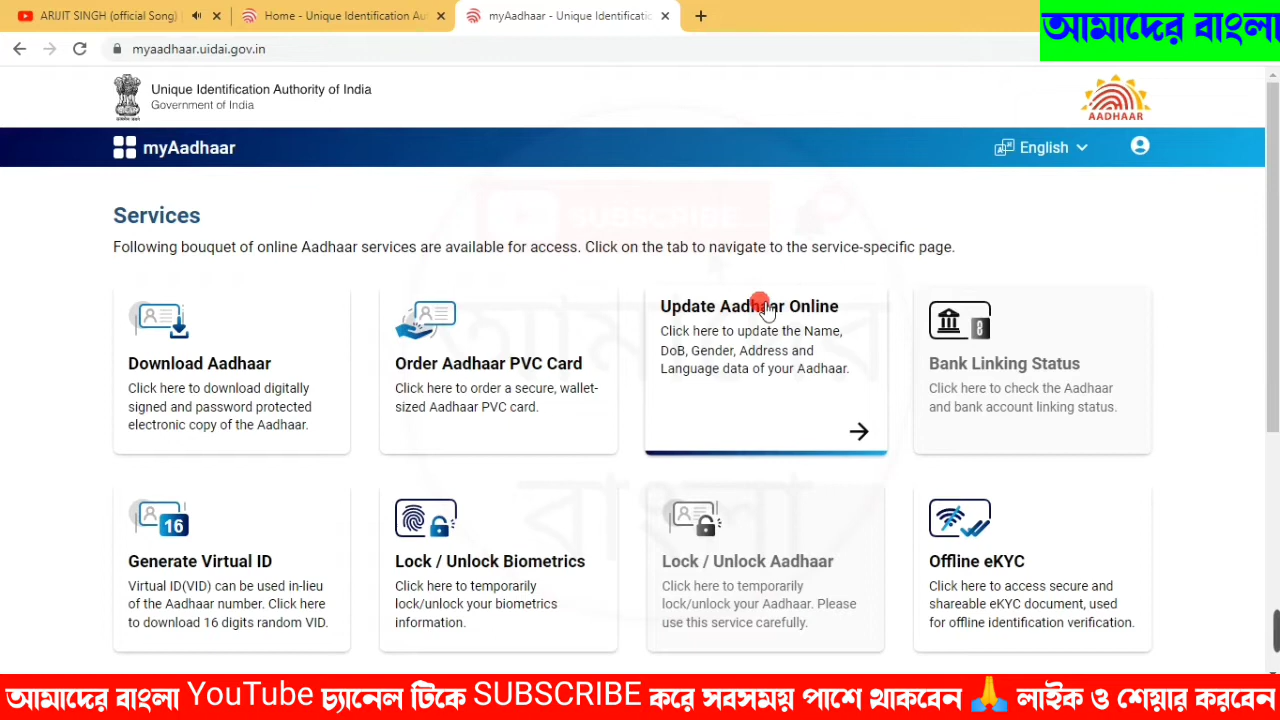 ARIJIT SINGH (official Song)
Home - Unique Identification Au
myAadhaar - Unique Identificatio
আমাদের বাংলা
myaadhaar.uidai.gov.in
Unique Identification Authority of India
Government of India
AADHAAR
myAadhaar
English
SUBSCRIBE
Services
Following bouquet of online Aadhaar services are available for access. Click on the tab to navigate to the service-specific page.
Download Aadhaar
Click here to download digitally
signed and password protected
electronic copy of the Aadhaar.
Order Aadhaar PVC Card
Click here to order a secure, wallet-
sized Aadhaar PVC card.
Update Aadhaar Online
Click here to update the Name,
DoB, Gender, Address and
Language data of your Aadhaar.
Bank Linking Status
Click here to check the Aadhaar
and bank account linking status.
আমাদের
বাংলা
16
Generate Virtual ID
Virtual ID(VID) can be used in-lieu
of the Aadhaar number. Click here
to download 16 digits random VID.
Lock / Unlock Biometrics
Click here to temporarily
lock/unlock your biometrics
information.
Lock / Unlock Aadhaar
Click here to temporarily
lock/unlock your Aadhaar. Please
use this service carefully.
Offline eKYC
Click here to access secure and
shareable eKYC document, used
for offline identification verification.
আমাদের বাংলা YouTube চ্যানেল টিকে SUBSCRIBE করে সবসময় পাশে থাকবেন 🙏 লাইক ও শেয়ার করবেন